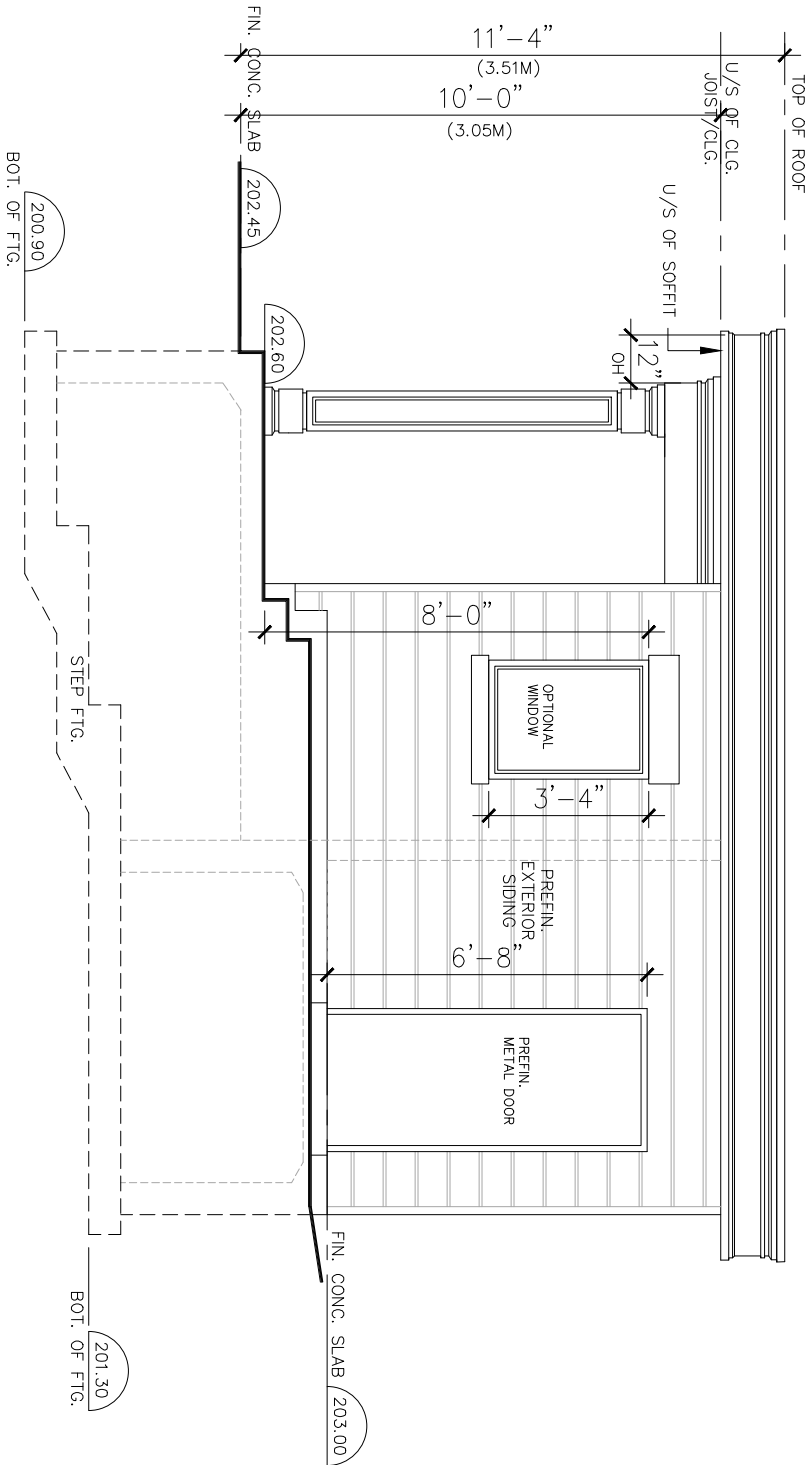 TOP OF ROOF
U/S OF CLG.
JOIST/CLG.
U/S OF SOFFIT
11'-4"
(3.51M)
10'-0"
(3.05M)
12"
OH
FIN. CONC. SLAB
202.45
202.60
200.90
BOT. OF FTG.
STEP FTG.
8'-0"
OPTIONAL
WINDOW
3'-4"
PREFIN.
EXTERIOR
SIDING
6'-8"
PREFIN.
METAL DOOR
FIN. CONC. SLAB
203.00
201.30
BOT. OF FTG.